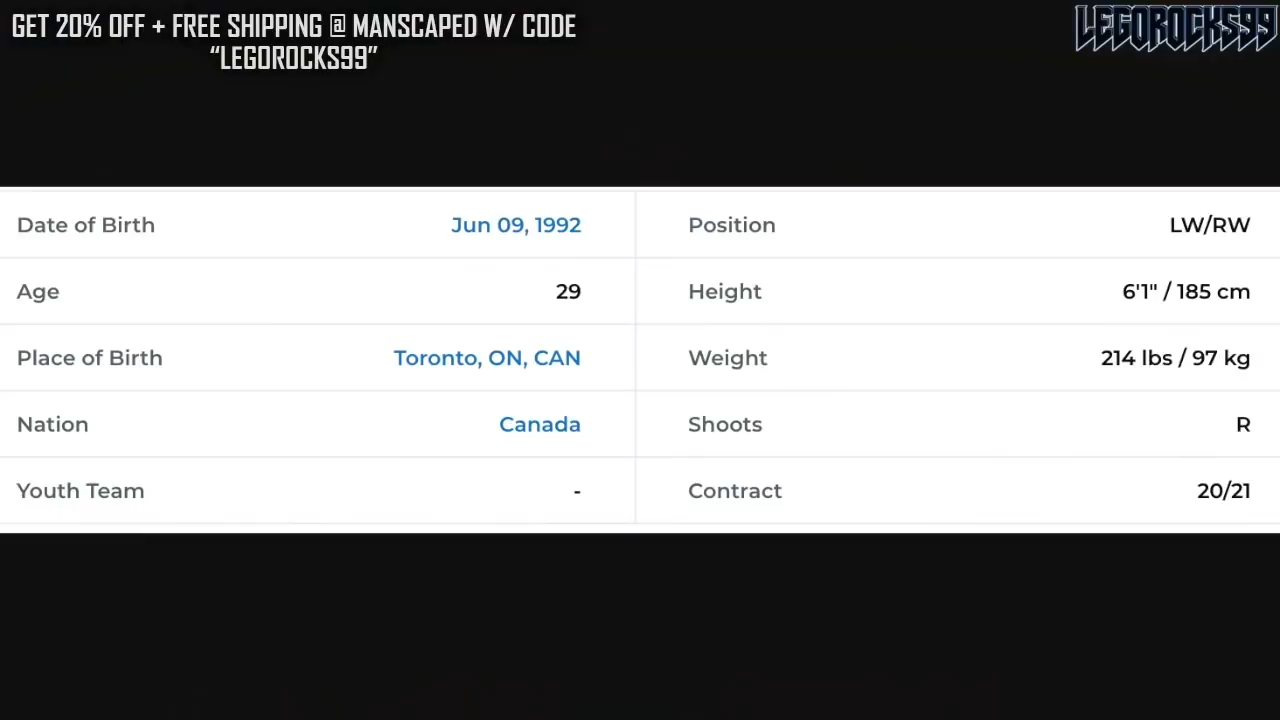 GET 20% OFF + FREE SHIPPING @ MANSCAPED W/ CODE
“LEGOROCKS99”
LEGOROCKS99
Date of Birth Jun 09, 1992 Position LW/RW
Age 29 Height 6'1" / 185 cm
Place of Birth Toronto, ON, CAN Weight 214 lbs / 97 kg
Nation Canada Shoots R
Youth Team - Contract 20/21